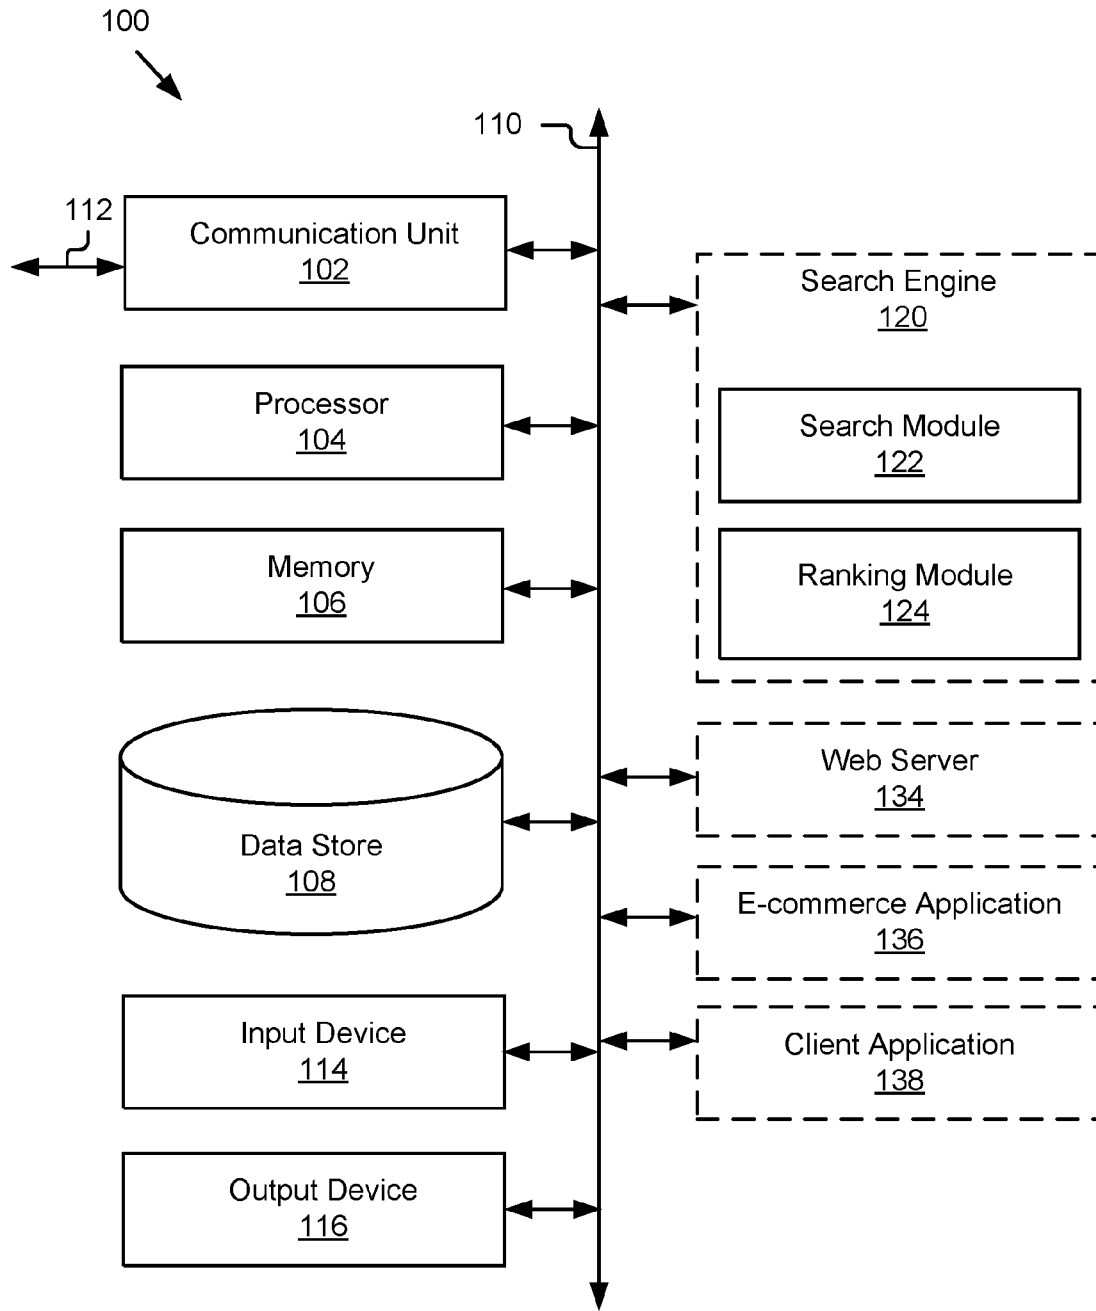 100
110
112
Communication Unit
102
Processor
104
Memory
106
Data Store
108
Input Device
114
Output Device
116
Search Engine
120
Search Module
122
Ranking Module
124
Web Server
134
E-commerce Application
136
Client Application
138